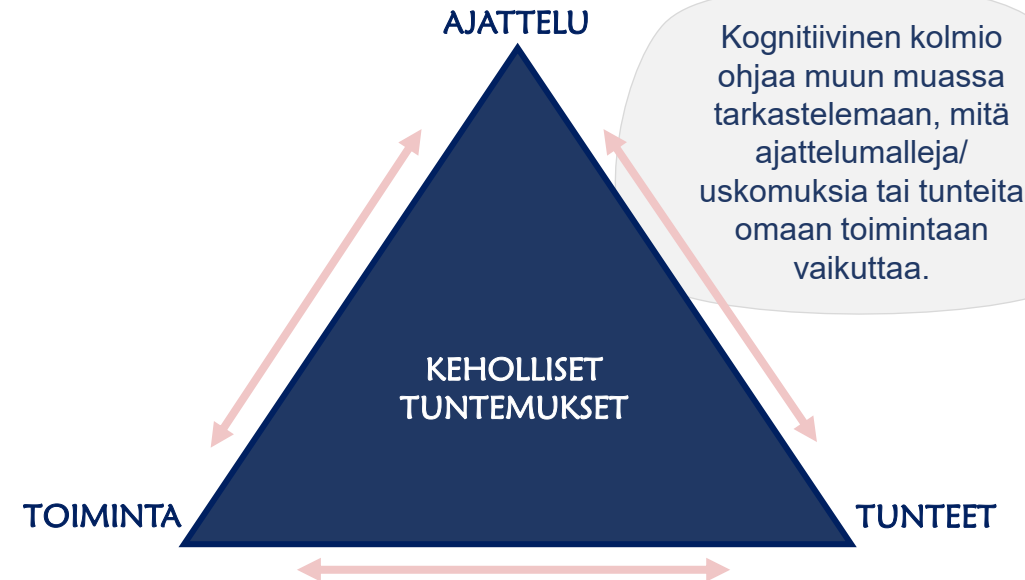 AJATTELU
Kognitiivinen kolmio
ohjaa muun muassa
tarkastelemaan, mitä
ajattelumalleja/
uskomuksia tai tunteita
omaan toimintaan
vaikuttaa.
KEHOLLISET
TUNTEMUKSET
TOIMINTA
TUNTEET